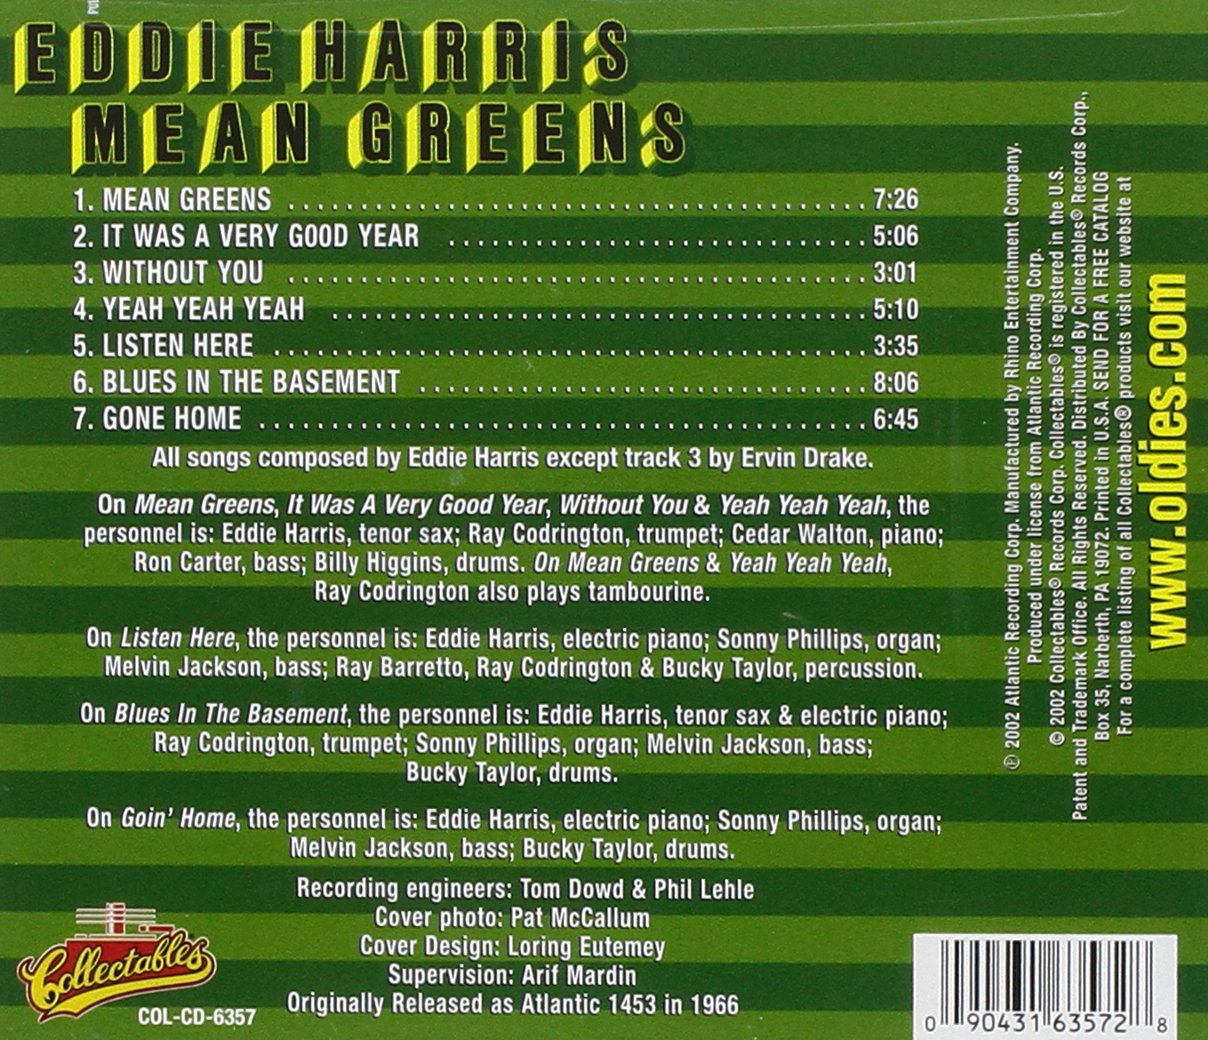 EDDIE HARRIS
MEAN GREENS
1. MEAN GREENS ........................................ 7:26
2. IT WAS A VERY GOOD YEAR ............................. 5:06
3. WITHOUT YOU ........................................ 3:01
4. YEAH YEAH YEAH ..................................... 5:10
5. LISTEN HERE ......................................... 3:35
6. BLUES IN THE BASEMENT ............................... 8:06
7. GONE HOME .......................................... 6:45
All songs composed by Eddie Harris except track 3 by Ervin Drake.
On Mean Greens, It Was A Very Good Year, Without You & Yeah Yeah Yeah, the
personnel is: Eddie Harris, tenor sax; Ray Codrington, trumpet; Cedar Walton, piano;
Ron Carter, bass; Billy Higgins, drums. On Mean Greens & Yeah Yeah Yeah,
Ray Codrington also plays tambourine.
On Listen Here, the personnel is: Eddie Harris, electric piano; Sonny Phillips, organ;
Melvin Jackson, bass; Ray Barretto, Ray Codrington & Bucky Taylor, percussion.
On Blues In The Basement, the personnel is: Eddie Harris, tenor sax & electric piano;
Ray Codrington, trumpet; Sonny Phillips, organ; Melvin Jackson, bass;
Bucky Taylor, drums.
On Goin' Home, the personnel is: Eddie Harris, electric piano; Sonny Phillips, organ;
Melvin Jackson, bass; Bucky Taylor, drums.
Recording engineers: Tom Dowd & Phil Lehle
Cover photo: Pat McCallum
Cover Design: Loring Eutemey
Supervision: Arif Mardin
Originally Released as Atlantic 1453 in 1966
Collectables
COL-CD-6357
℗ 2002 Atlantic Recording Corp. Manufactured by Rhino Entertainment Company.
Produced under license from Atlantic Recording Corp.
© 2002 Collectables® Records Corp. Collectables® is registered in the U.S.
Patent and Trademark Office. All Rights Reserved. Distributed By Collectables® Records Corp.,
Box 35, Narberth, PA 19072. Printed in U.S.A. SEND FOR A FREE CATALOG
For a complete listing of all Collectables® products visit our website at
www.oldies.com
0 90431 63572 8